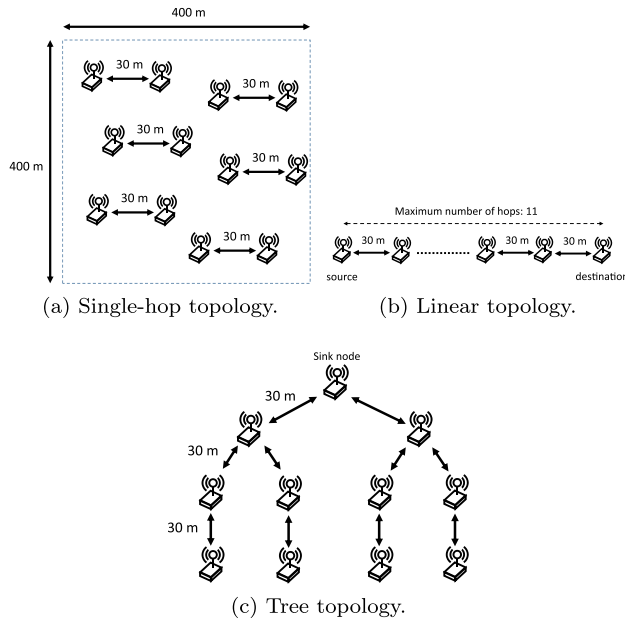 400 m
400 m
30 m
30 m
30 m
30 m
30 m
30 m
(a) Single-hop topology.
Maximum number of hops: 11
30 m
30 m
30 m
source
destination
(b) Linear topology.
Sink node
30 m
30 m
30 m
(c) Tree topology.